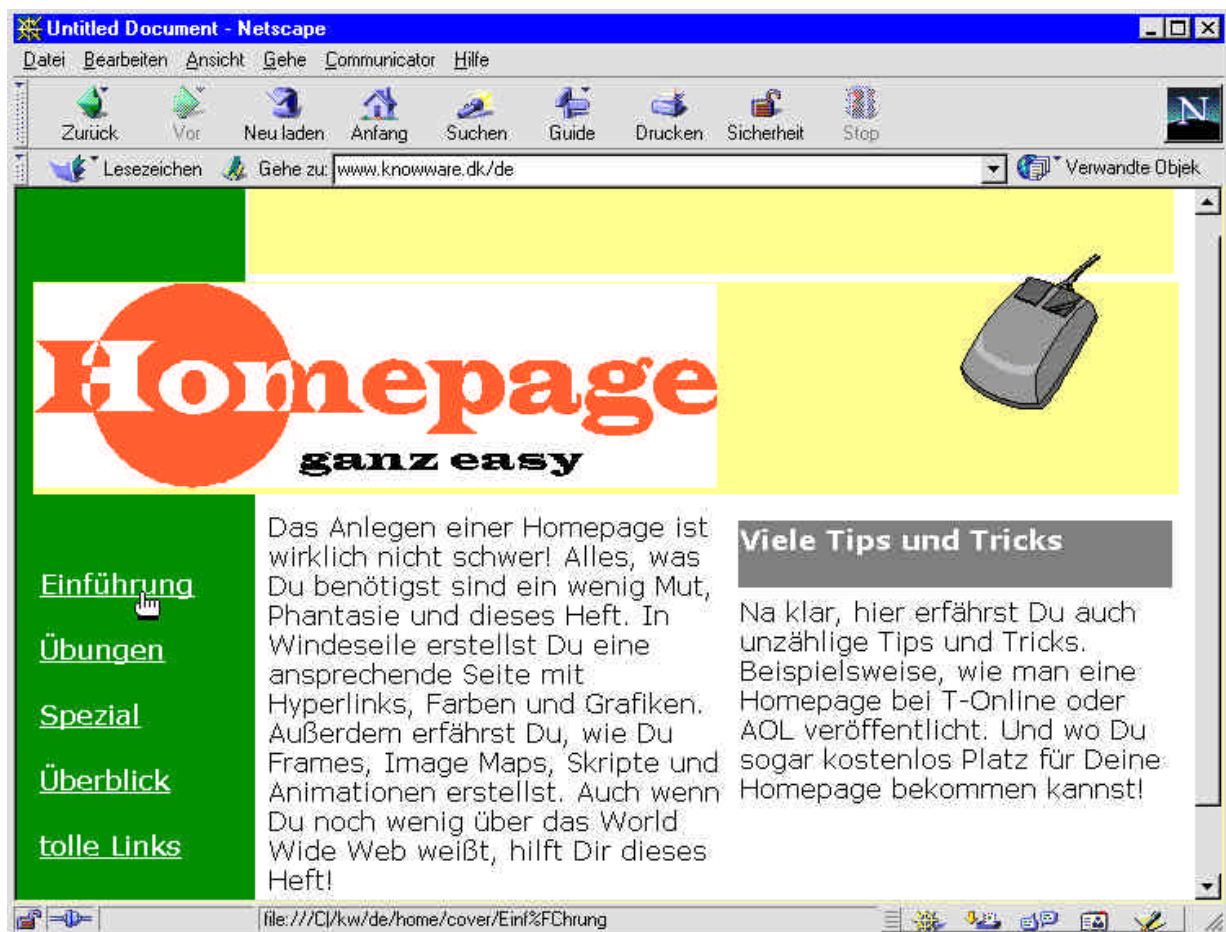 Untitled Document - Netscape
Datei Bearbeiten Ansicht Gehe Communicator Hilfe
Zurück Vor Neu laden Anfang Suchen Guide Drucken Sicherheit Stop
N
Lesezeichen Gehe zu: www.knowware.dk/de Verwandte Objek
Homepage
ganz easy
Einführung
Übungen
Spezial
Überblick
tolle Links
Das Anlegen einer Homepage ist
wirklich nicht schwer! Alles, was
Du benötigst sind ein wenig Mut,
Phantasie und dieses Heft. In
Windeseile erstellst Du eine
ansprechende Seite mit
Hyperlinks, Farben und Grafiken.
Außerdem erfährst Du, wie Du
Frames, Image Maps, Skripte und
Animationen erstellst. Auch wenn
Du noch wenig über das World
Wide Web weißt, hilft Dir dieses
Heft!
Viele Tips und Tricks
Na klar, hier erfährst Du auch
unzählige Tips und Tricks.
Beispielsweise, wie man eine
Homepage bei T-Online oder
AOL veröffentlicht. Und wo Du
sogar kostenlos Platz für Deine
Homepage bekommen kannst!
file:///C|/kw/de/home/cover/Einf%FChrung